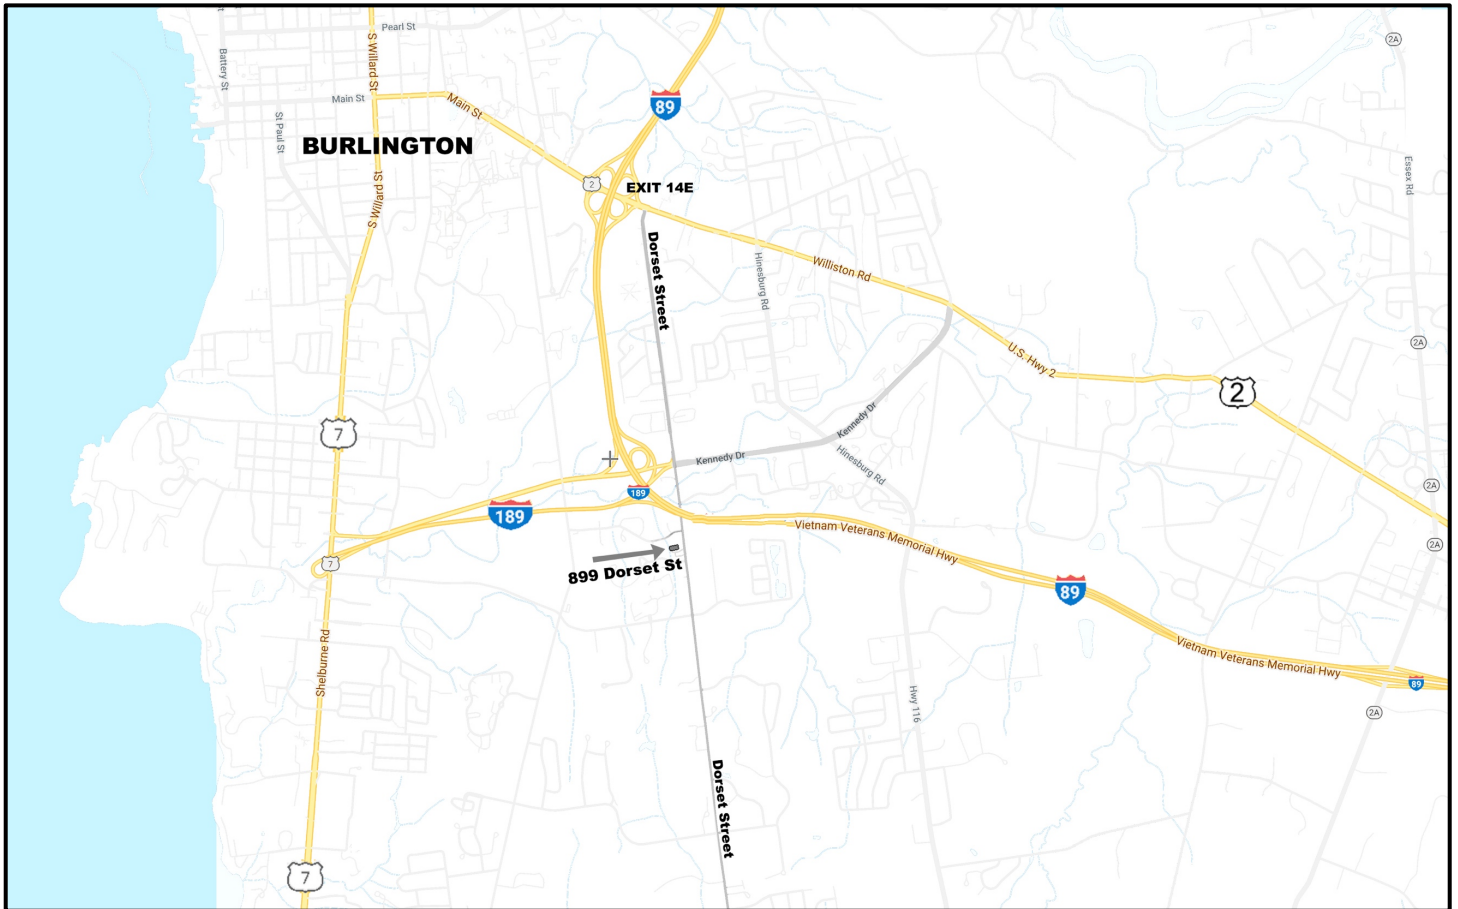 Pearl St
S Willard St
Battery St
Main St
Main St
St Paul St
BURLINGTON
S Willard St
89
2
EXIT 14E
2A
Essex Rd
Dorset Street
Hinesburg Rd
Williston Rd
U.S. Hwy 2
2A
2
7
Kennedy Dr
Kennedy Dr
Hinesburg Rd
189
189
2A
Vietnam Veterans Memorial Hwy
2A
7
899 Dorset St
89
Shelburne Rd
Vietnam Veterans Memorial Hwy
89
Hwy 116
2A
Dorset Street
7